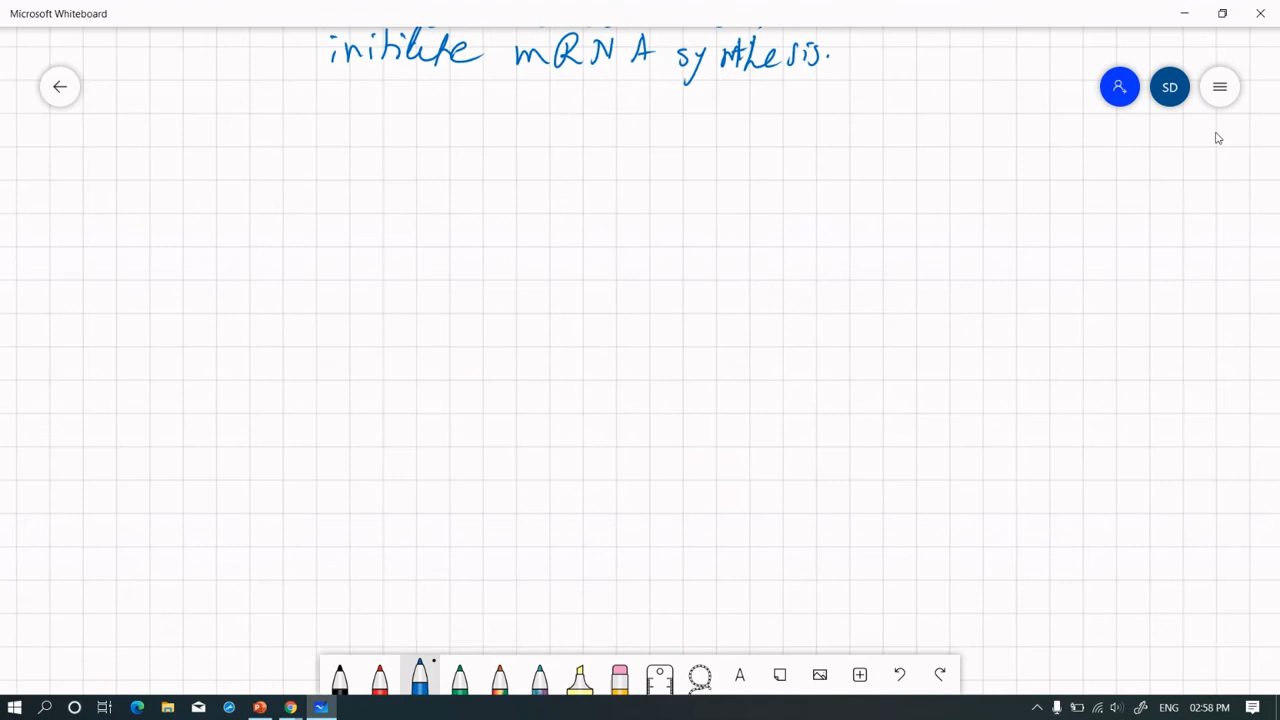 Microsoft Whiteboard
initiate mRNA synthesis.
SD
A
ENG
02:58 PM